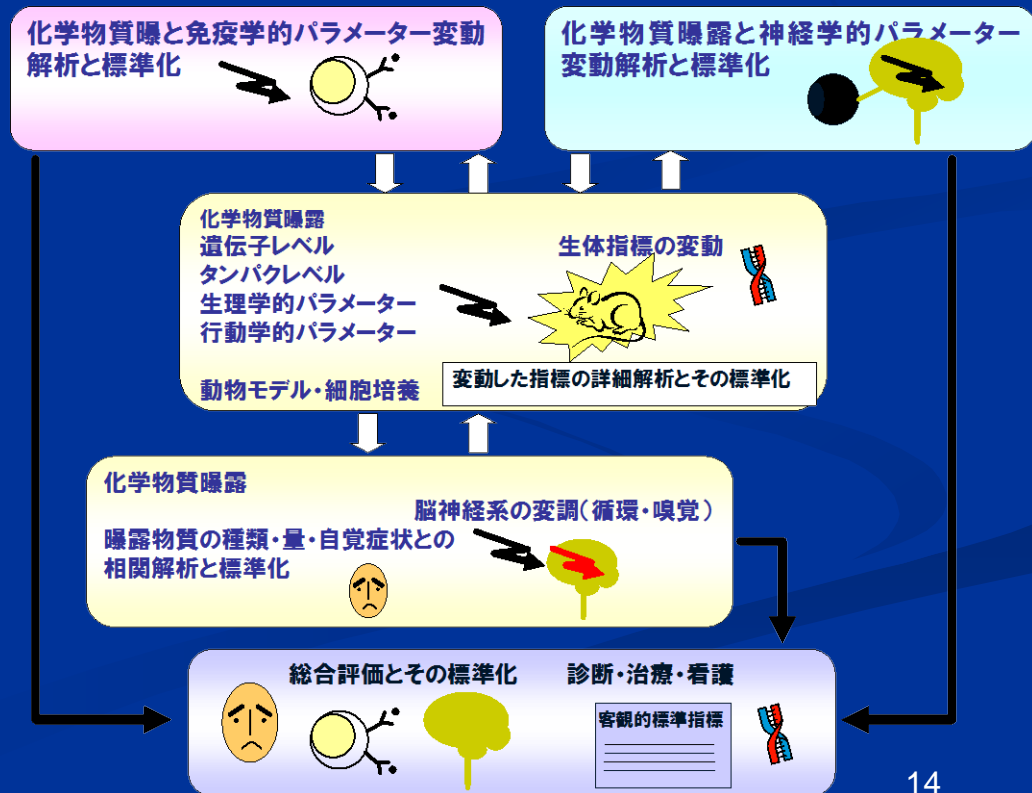 化学物質曝と免疫学的パラメーター変動
解析と標準化
化学物質曝露と神経学的パラメーター
変動解析と標準化
化学物質曝露
遺伝子レベル
タンパクレベル
生理学的パラメーター
行動学的パラメーター
動物モデル・細胞培養
生体指標の変動
変動した指標の詳細解析とその標準化
化学物質曝露
脳神経系の変調(循環・嗅覚)
曝露物質の種類・量・自覚症状との
相関解析と標準化
総合評価とその標準化
診断・治療・看護
客観的標準指標
14